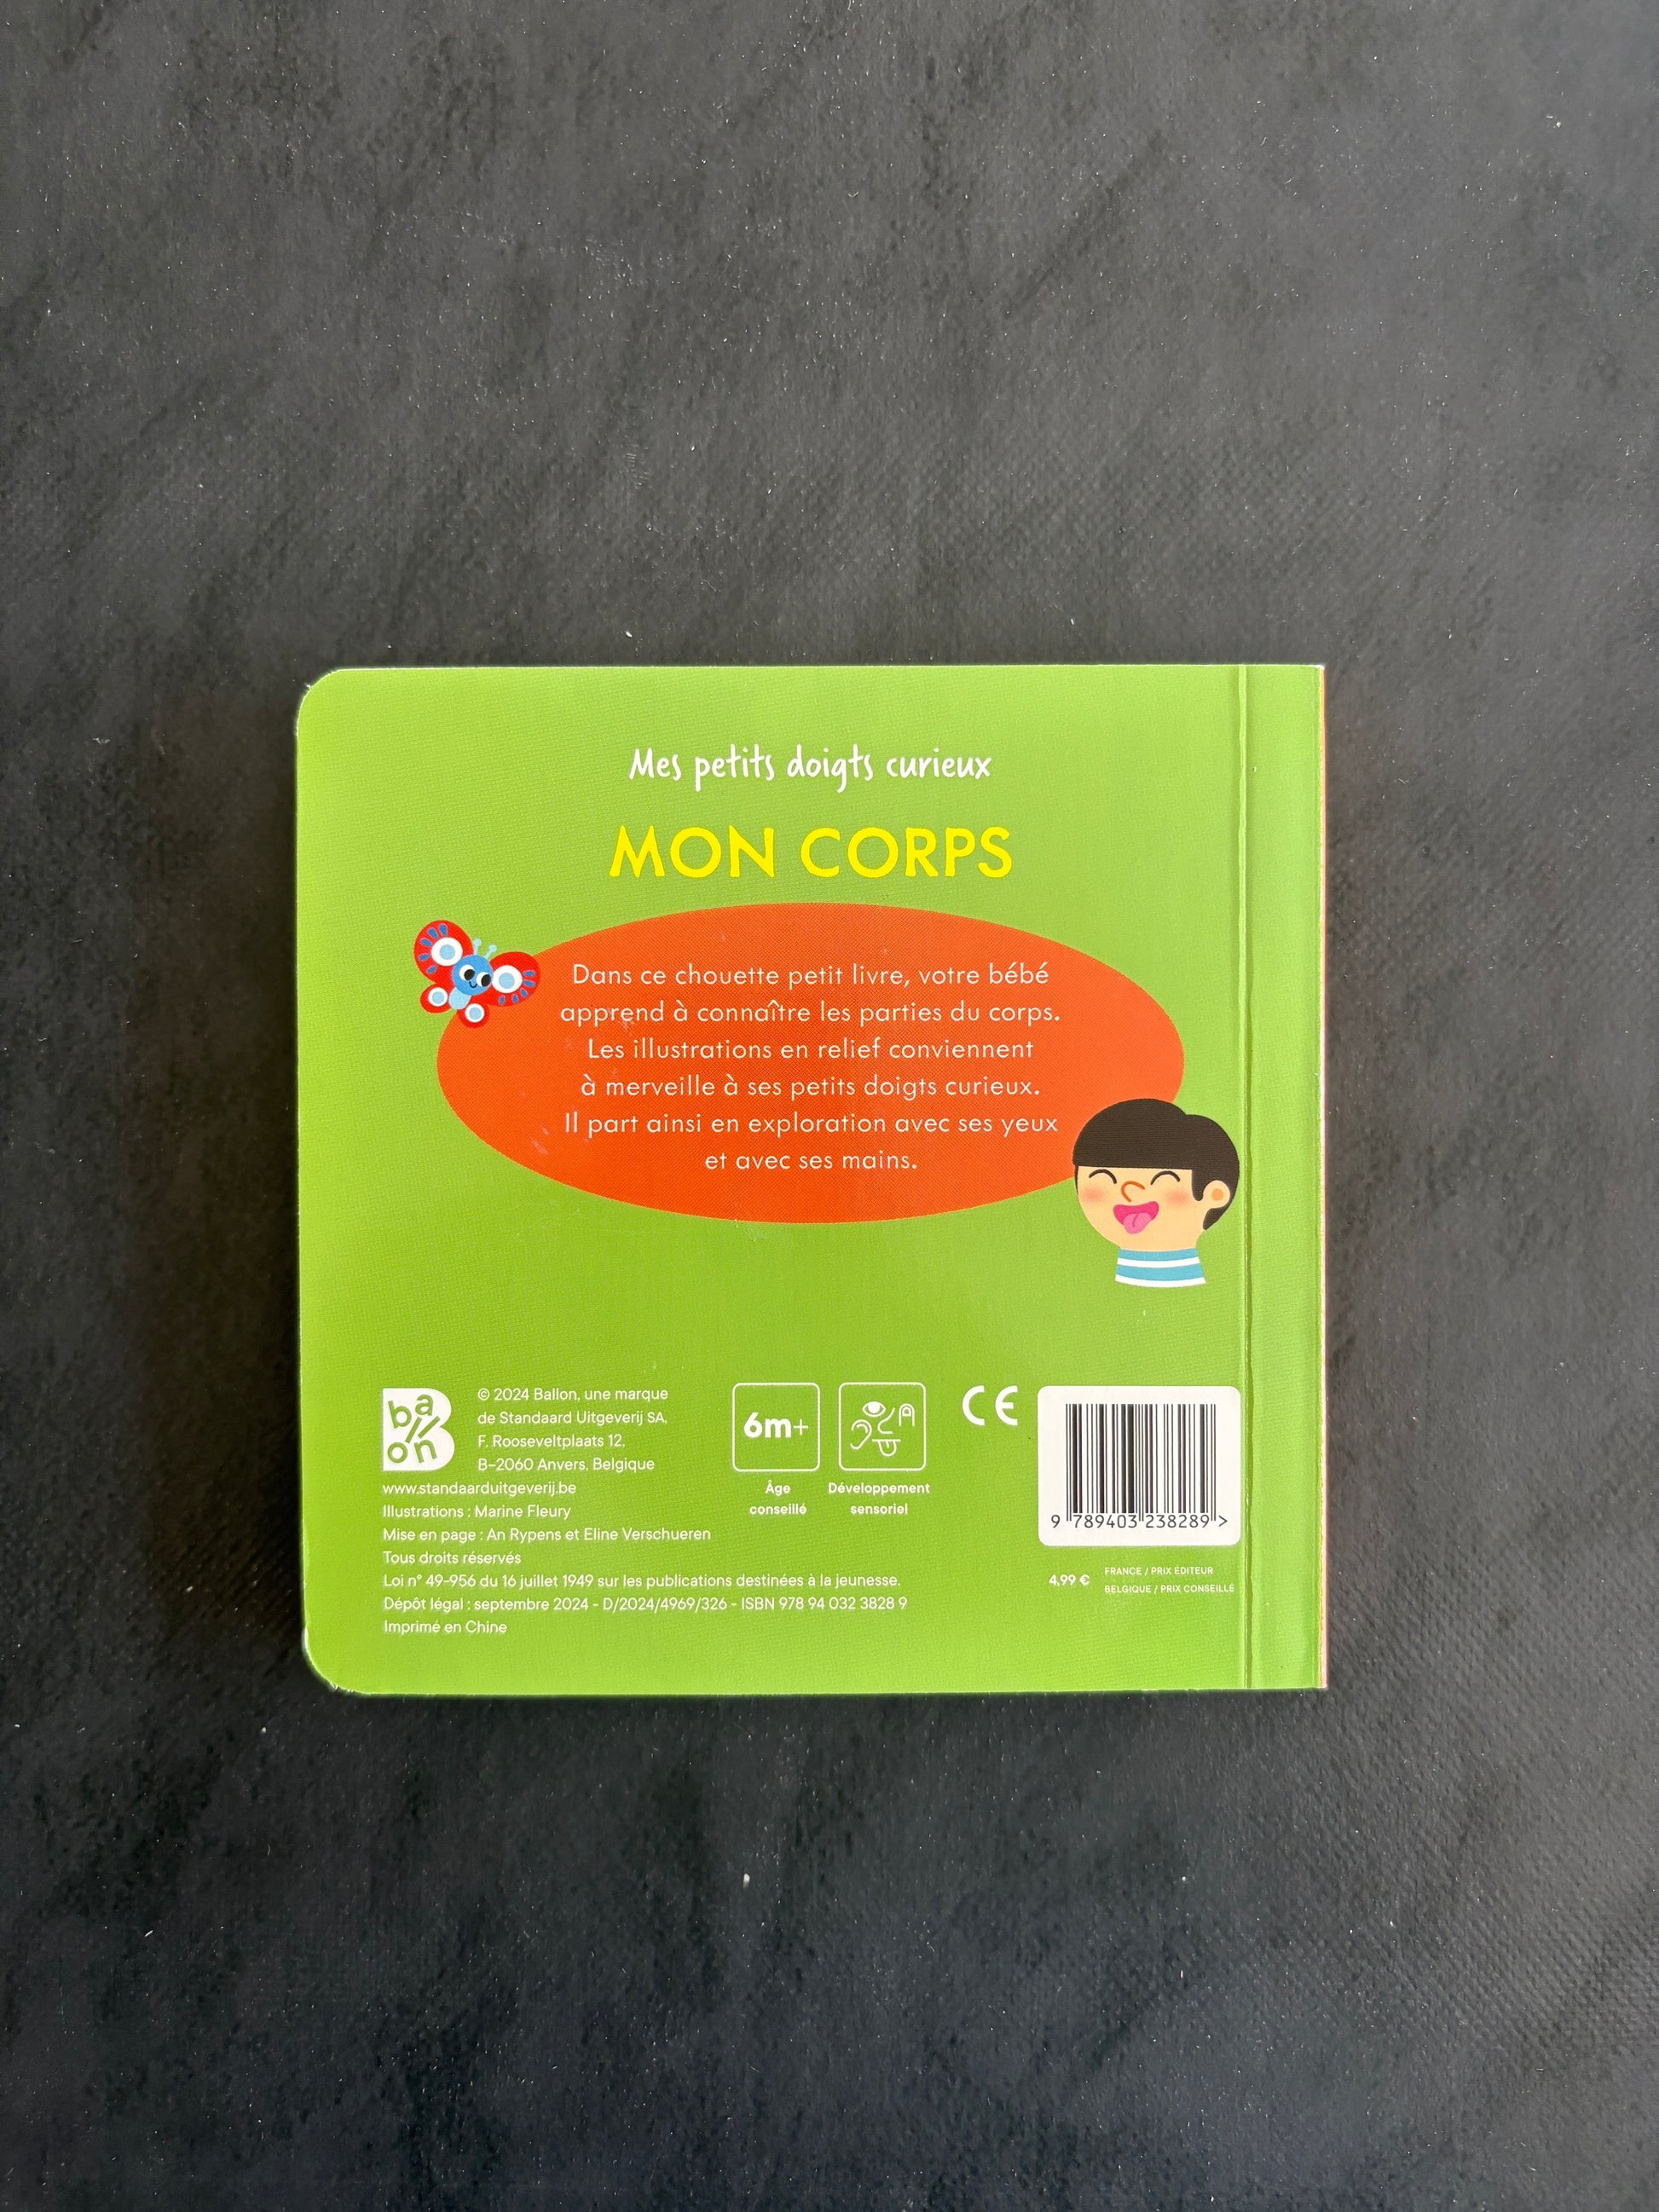 Mes petits doigts curieux
MON CORPS
Dans ce chouette petit livre, votre bébé
apprend à connaître les parties du corps.
Les illustrations en relief conviennent
à merveille à ses petits doigts curieux.
Il part ainsi en exploration avec ses yeux
et avec ses mains.
ballon
© 2024 Ballon, une marque
de Standaard Uitgeverij SA,
F. Rooseveltplaats 12,
B-2060 Anvers, Belgique
www.standaarduitgeverij.be
Illustrations : Marine Fleury
Mise en page : An Rypens et Eline Verschueren
Tous droits réservés
Loi n° 49-956 du 16 juillet 1949 sur les publications destinées à la jeunesse.
Dépôt légal : septembre 2024 - D/2024/4969/326 - ISBN 978 94 032 3828 9
Imprimé en Chine
6m+
Âge
conseillé
Développement
sensoriel
CE
9 789403 238289 >
4,99 €
FRANCE / PRIX ÉDITEUR
BELGIQUE / PRIX CONSEILLÉ